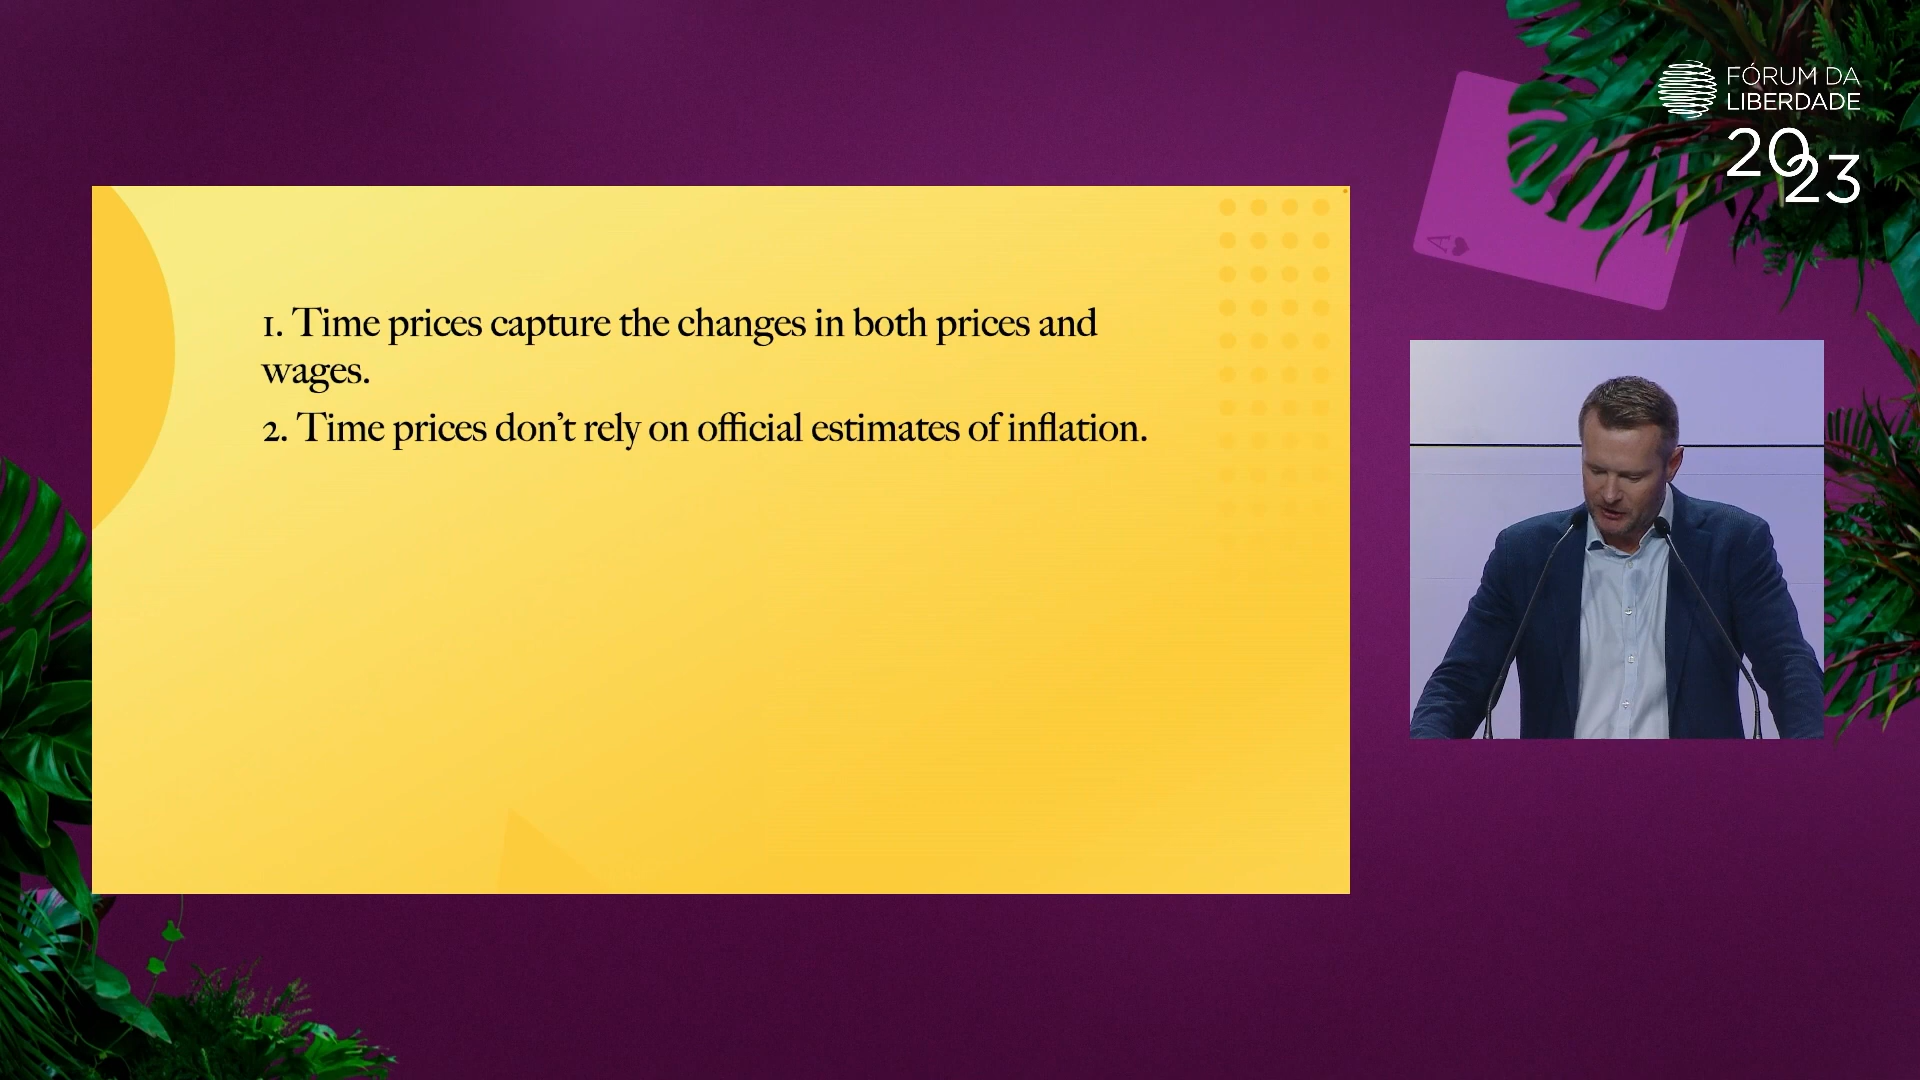 FÓRUM DA
LIBERDADE
2023
1. Time prices capture the changes in both prices and
wages.
2. Time prices don’t rely on official estimates of inflation.
A